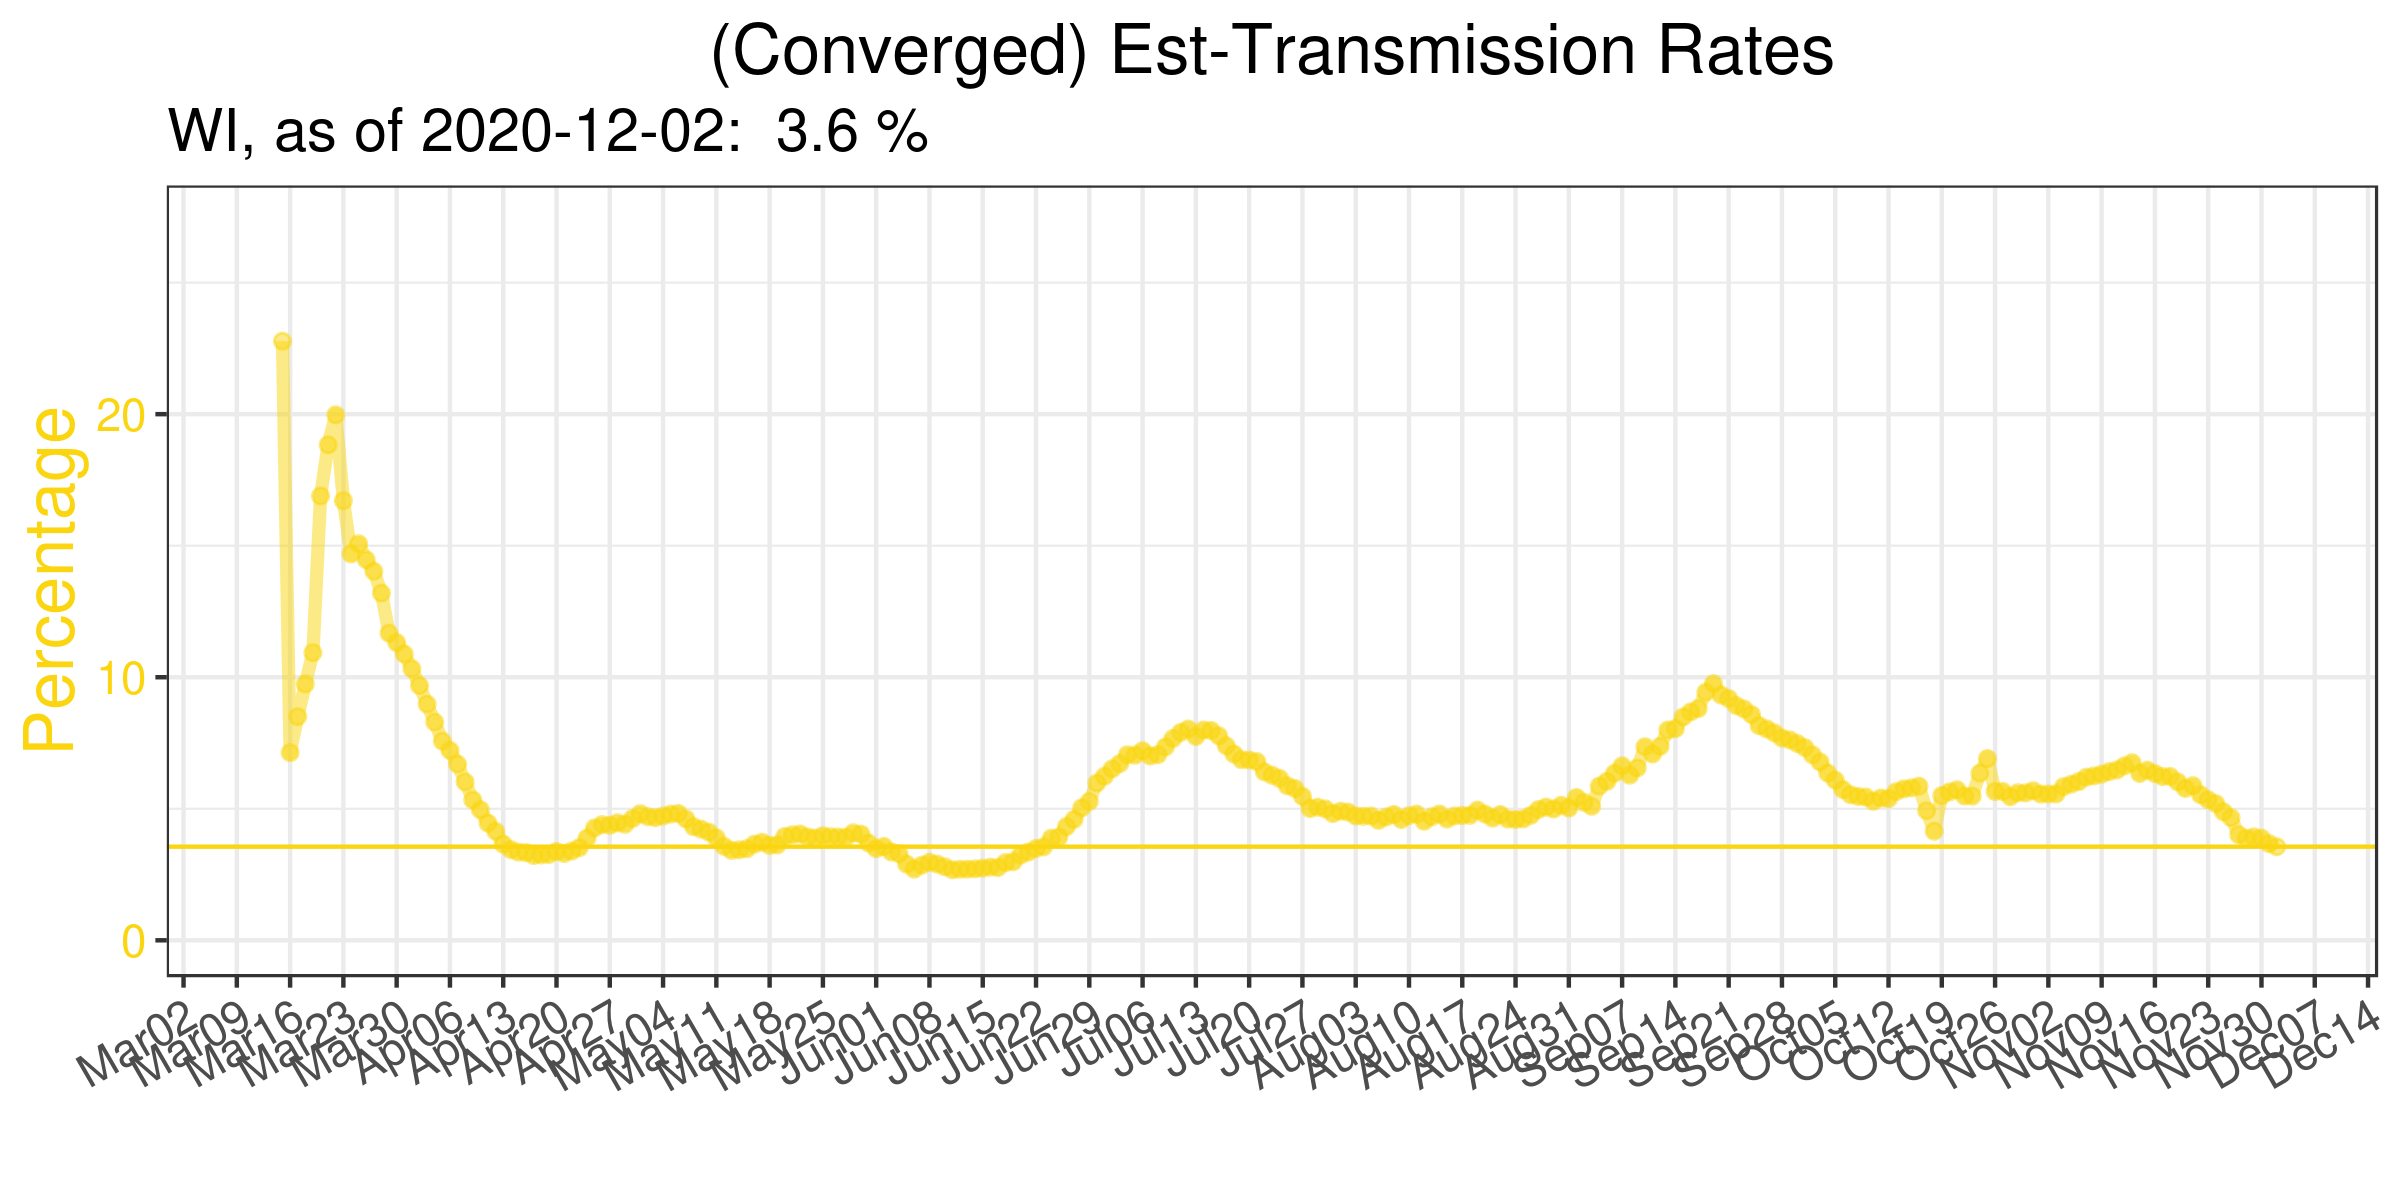 (Converged) Est-Transmission Rates
WI, as of 2020-12-02:  3.6 %
Percentage
20
10
0
Mar02
Mar09
Mar16
Mar23
Mar30
Apr06
Apr13
Apr20
Apr27
May04
May11
May18
May25
Jun01
Jun08
Jun15
Jun22
Jun29
Jul06
Jul13
Jul20
Jul27
Aug03
Aug10
Aug17
Aug24
Aug31
Sep07
Sep14
Sep21
Sep28
Oct05
Oct12
Oct19
Oct26
Nov02
Nov09
Nov16
Nov23
Nov30
Dec07
Dec14